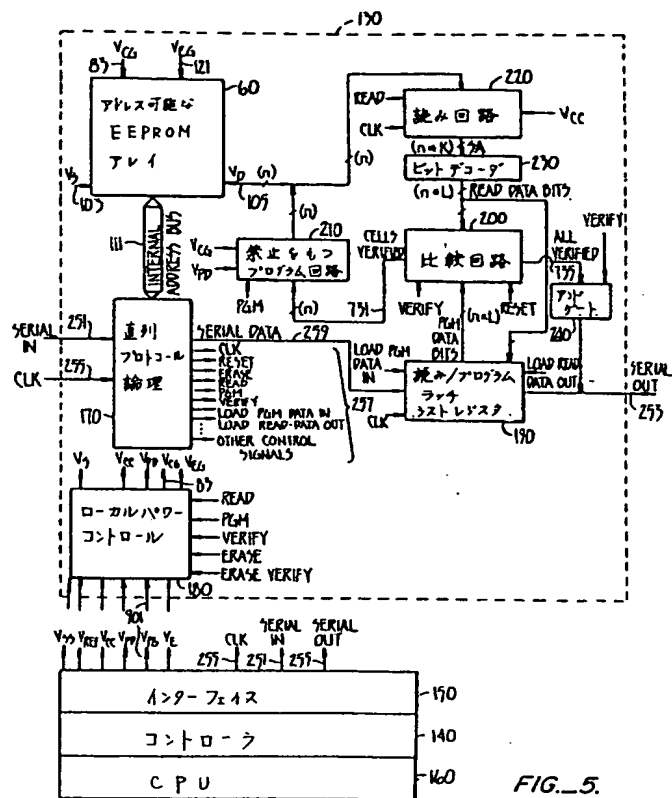 130
VCG
83
VCG
121
60
アドレス可能な
EEPROM
アレイ
VS
103
VD
105
(n)
(n)
(n)
220
READ
CLK
読み回路
VCC
(n*K)
SA
230
ビットデコーダ
(n*L)
READ DATA BITS
111
INTERNAL
ADDRESS BUS
210
VCG
VPD
禁止をもつ
プログラム回路
PGM
(n)
CELLS
VERIFIED
731
200
比較回路
VERIFY
RESET
ALL
VERIFIED
735
VERIFY
アンド
ゲート
240
PGM
DATA
BITS
(n*L)
SERIAL
IN
251
CLK
255
直列
プロトコール
論理
170
SERIAL DATA
259
CLK
RESET
ERASE
READ
PGM
VERIFY
LOAD PGM DATA IN
LOAD READ-DATA OUT
OTHER CONTROL
SIGNALS
257
LOAD PGM
DATA
IN
CLK
読み/プログラム
ラッチ
シストレジスタ
190
LOAD READ
DATA OUT
SERIAL
OUT
253
VS
VCC
VPD
VCG
VEG
83
ローカルパワー
コントロール
180
READ
PGM
VERIFY
ERASE
ERASE VERIFY
901
VSS
VREF
VCC
VPD
VPB
VE
CLK
255
SERIAL
IN
251
SERIAL
OUT
255
インターフェイス
150
コントローラ
140
CPU
160
FIG._5.